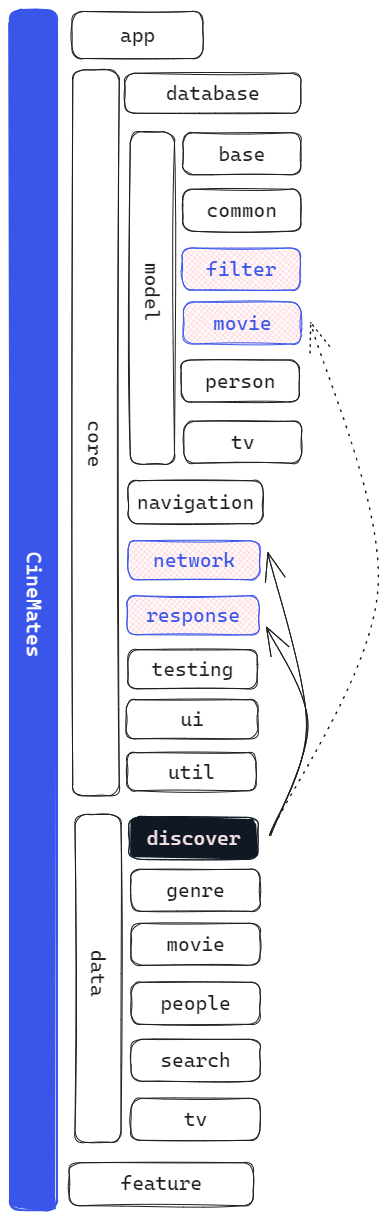 CineMates
app
core
database
model
base
common
filter
movie
person
tv
navigation
network
response
testing
ui
util
data
discover
genre
movie
people
search
tv
feature